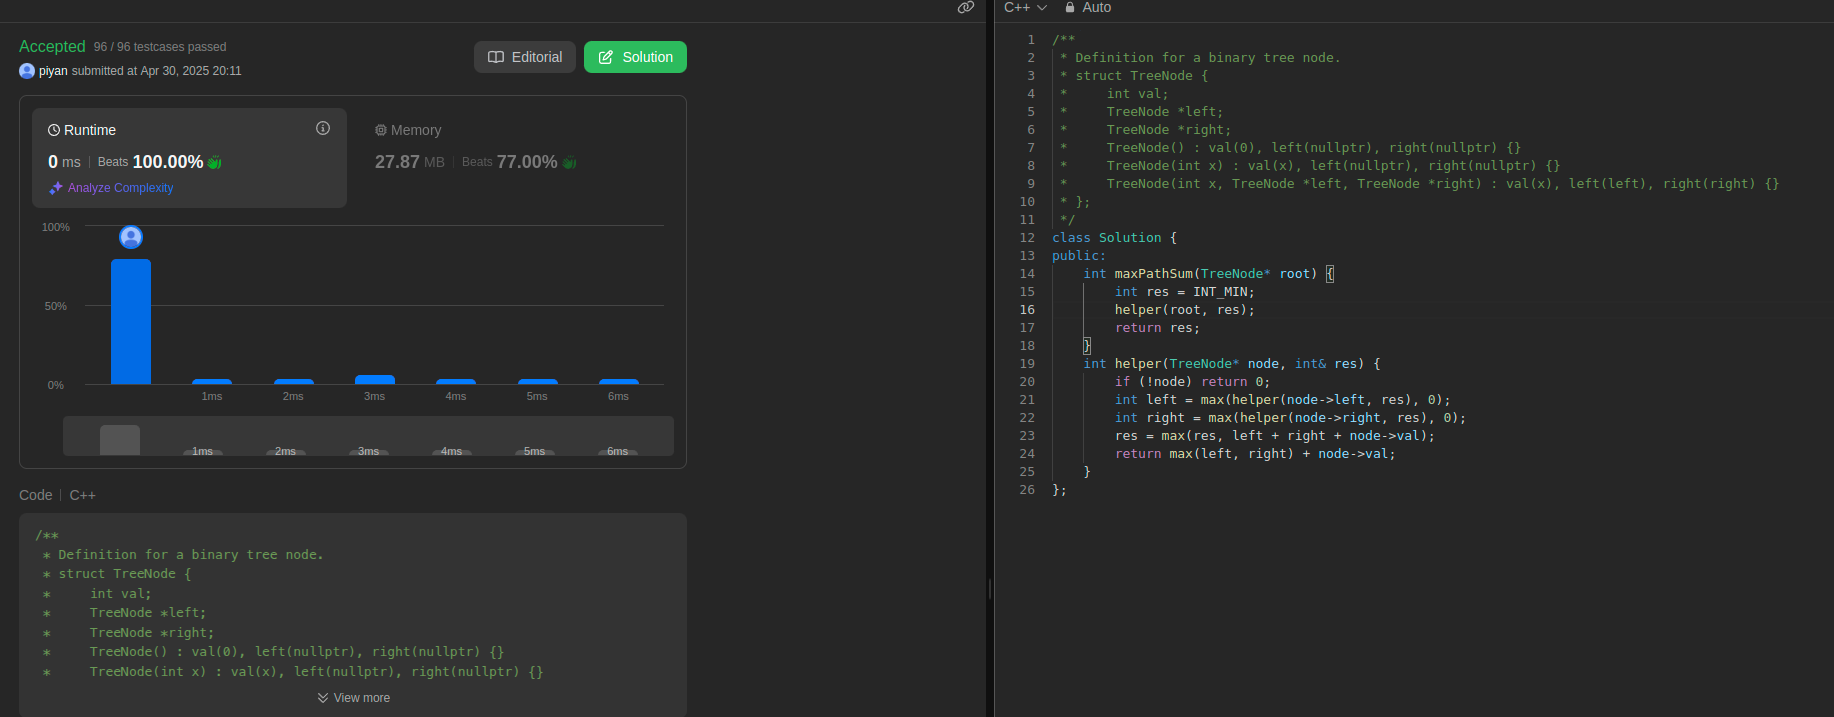 Accepted 96 / 96 testcases passed
piyan submitted at Apr 30, 2025 20:11
Editorial
Solution
Runtime
0 ms | Beats 100.00%
Analyze Complexity
Memory
27.87 MB | Beats 77.00%
100%
50%
0%
1ms 2ms 3ms 4ms 5ms 6ms
1ms 2ms 3ms 4ms 5ms 6ms
Code | C++
/**
 * Definition for a binary tree node.
 * struct TreeNode {
 *     int val;
 *     TreeNode *left;
 *     TreeNode *right;
 *     TreeNode() : val(0), left(nullptr), right(nullptr) {}
 *     TreeNode(int x) : val(x), left(nullptr), right(nullptr) {}
View more
C++ Auto
1 /**
2  * Definition for a binary tree node.
3  * struct TreeNode {
4  *     int val;
5  *     TreeNode *left;
6  *     TreeNode *right;
7  *     TreeNode() : val(0), left(nullptr), right(nullptr) {}
8  *     TreeNode(int x) : val(x), left(nullptr), right(nullptr) {}
9  *     TreeNode(int x, TreeNode *left, TreeNode *right) : val(x), left(left), right(right) {}
10  * };
11  */
12 class Solution {
13 public:
14     int maxPathSum(TreeNode* root) {
15         int res = INT_MIN;
16         helper(root, res);
17         return res;
18     }
19     int helper(TreeNode* node, int& res) {
20         if (!node) return 0;
21         int left = max(helper(node->left, res), 0);
22         int right = max(helper(node->right, res), 0);
23         res = max(res, left + right + node->val);
24         return max(left, right) + node->val;
25     }
26 };